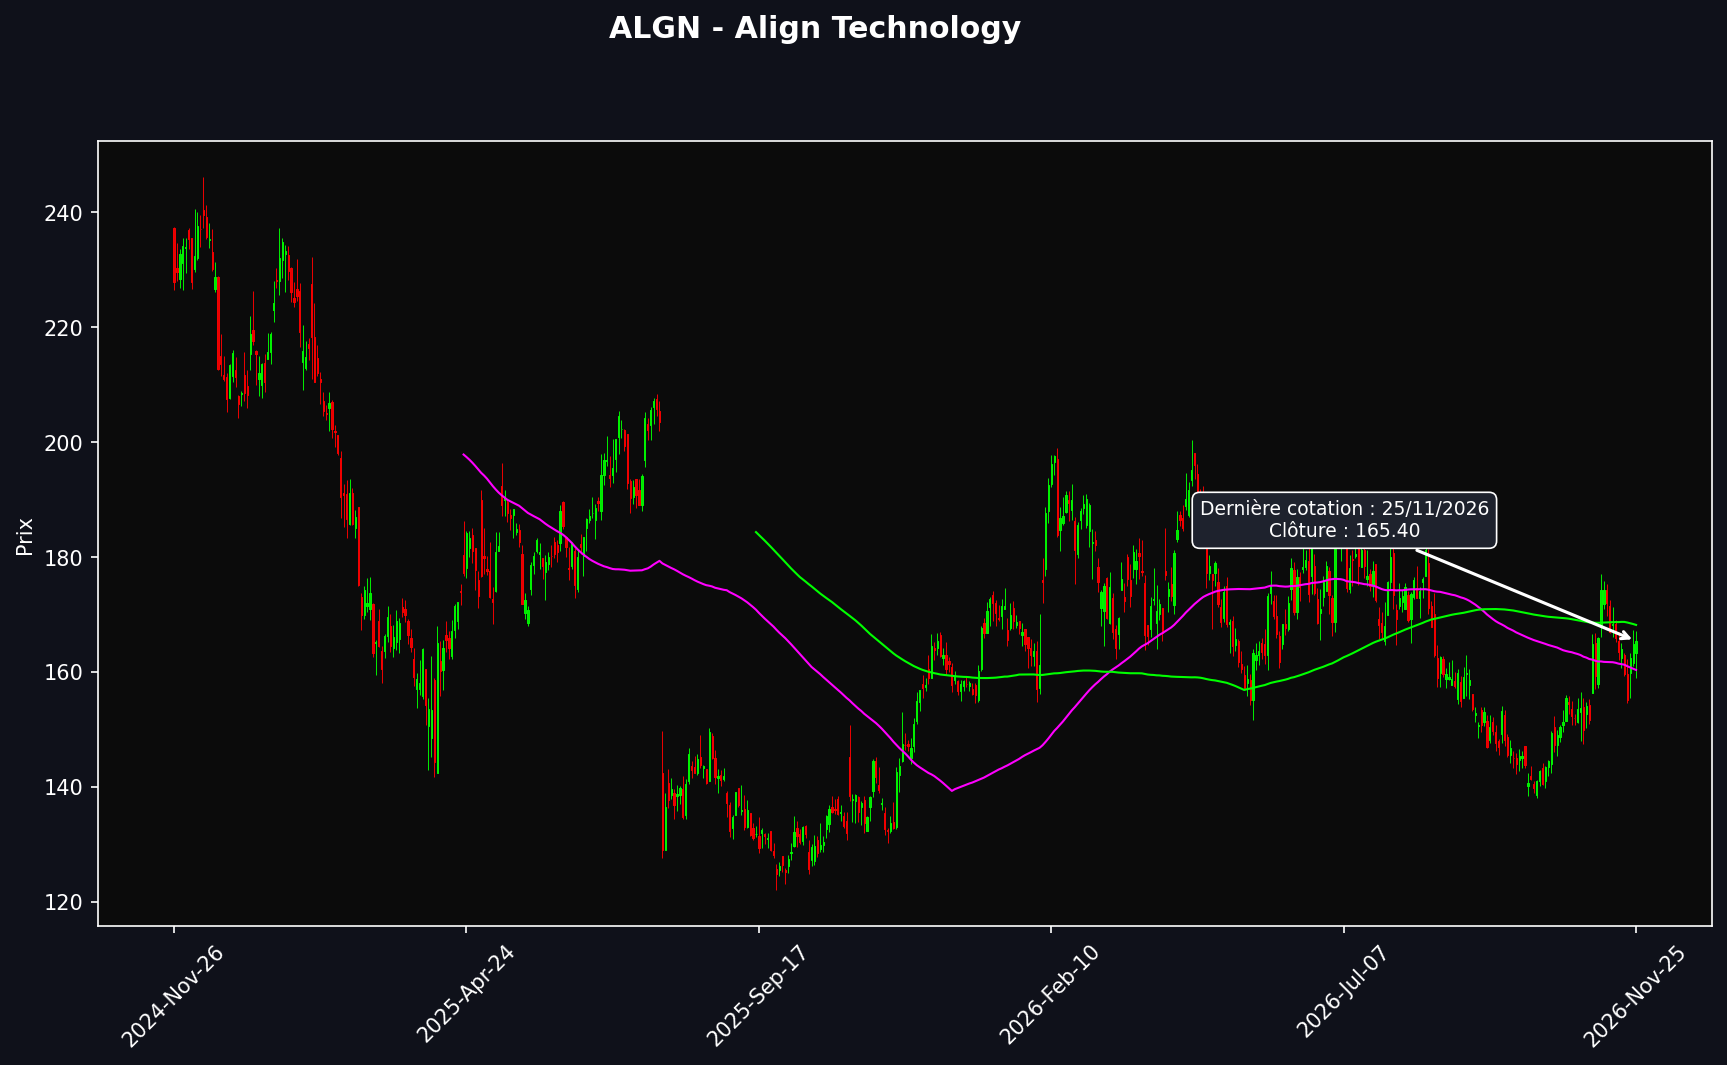 ALGN - Align Technology
Prix
240
220
200
180
160
140
120
Dernière cotation : 25/11/2026
Clôture : 165.40
2024-Nov-26
2025-Apr-24
2025-Sep-17
2026-Feb-10
2026-Jul-07
2026-Nov-25